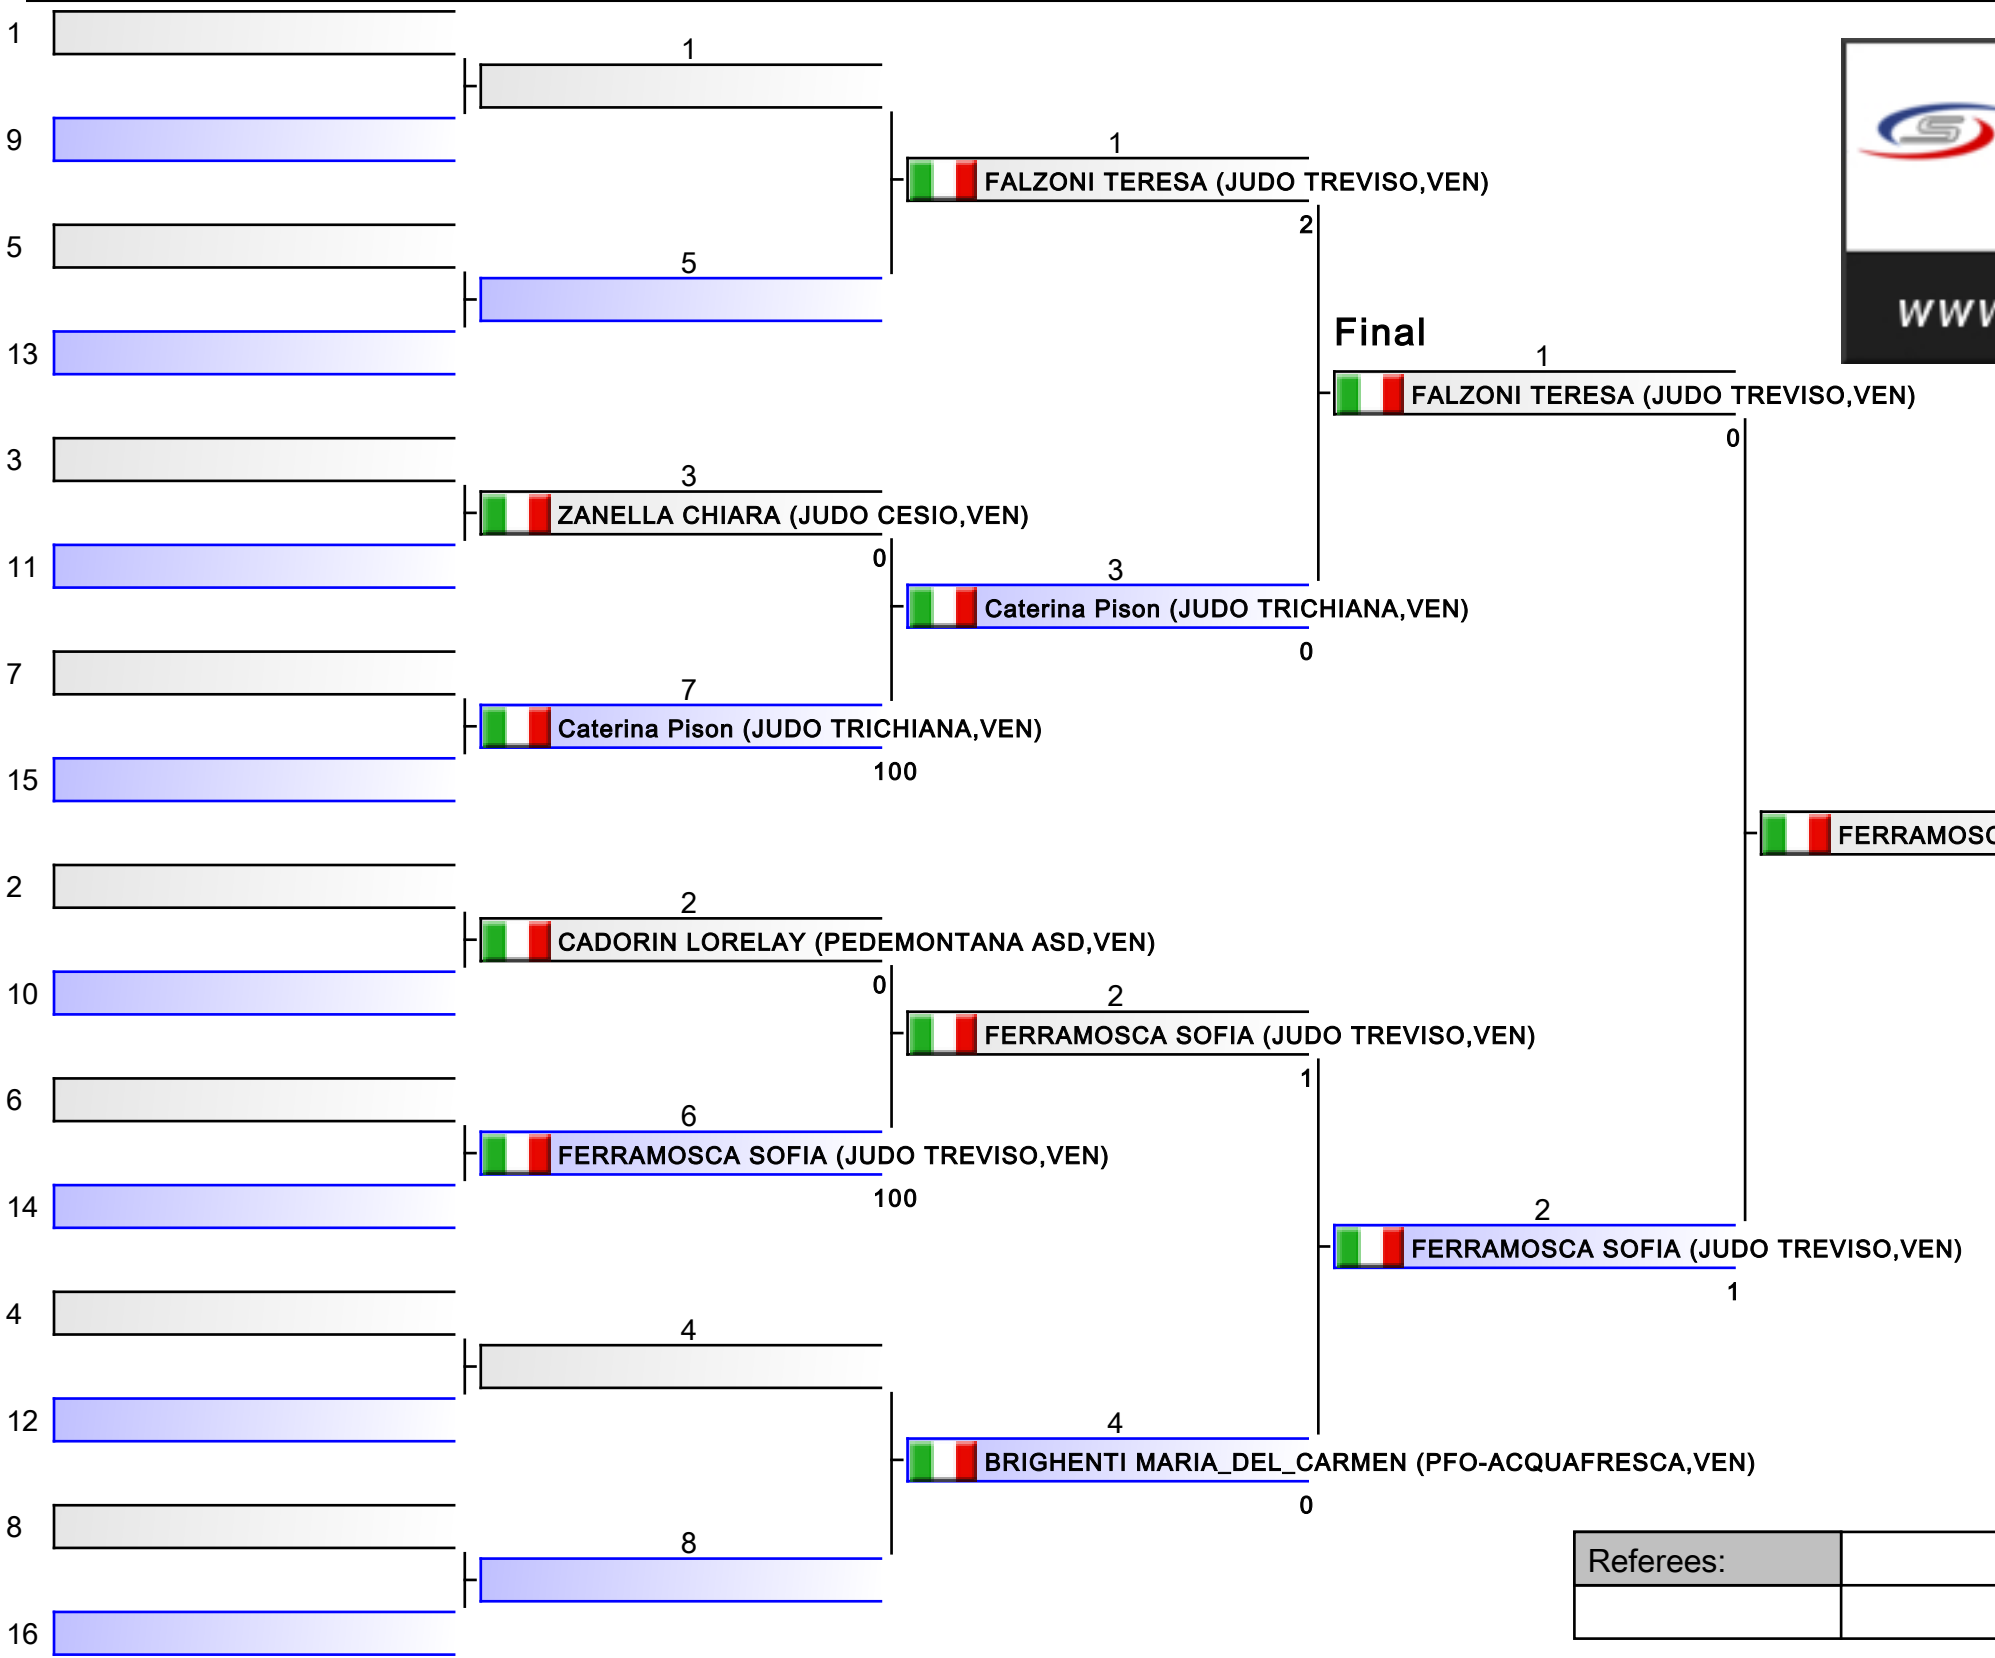 1
1
9
1
FALZONI TERESA (JUDO TREVISO,VEN)
2
5
5
13
Final
1
FALZONI TERESA (JUDO TREVISO,VEN)
0
3
3
ZANELLA CHIARA (JUDO CESIO,VEN)
0
11
3
Caterina Pison (JUDO TRICHIANA,VEN)
0
7
7
Caterina Pison (JUDO TRICHIANA,VEN)
100
15
FERRAMOSC
2
2
CADORIN LORELAY (PEDEMONTANA ASD,VEN)
0
10
2
FERRAMOSCA SOFIA (JUDO TREVISO,VEN)
1
6
6
FERRAMOSCA SOFIA (JUDO TREVISO,VEN)
100
14
2
FERRAMOSCA SOFIA (JUDO TREVISO,VEN)
1
4
4
12
4
BRIGHENTI MARIA_DEL_CARMEN (PFO-ACQUAFRESCA,VEN)
0
8
8
16
Referees:
S
www